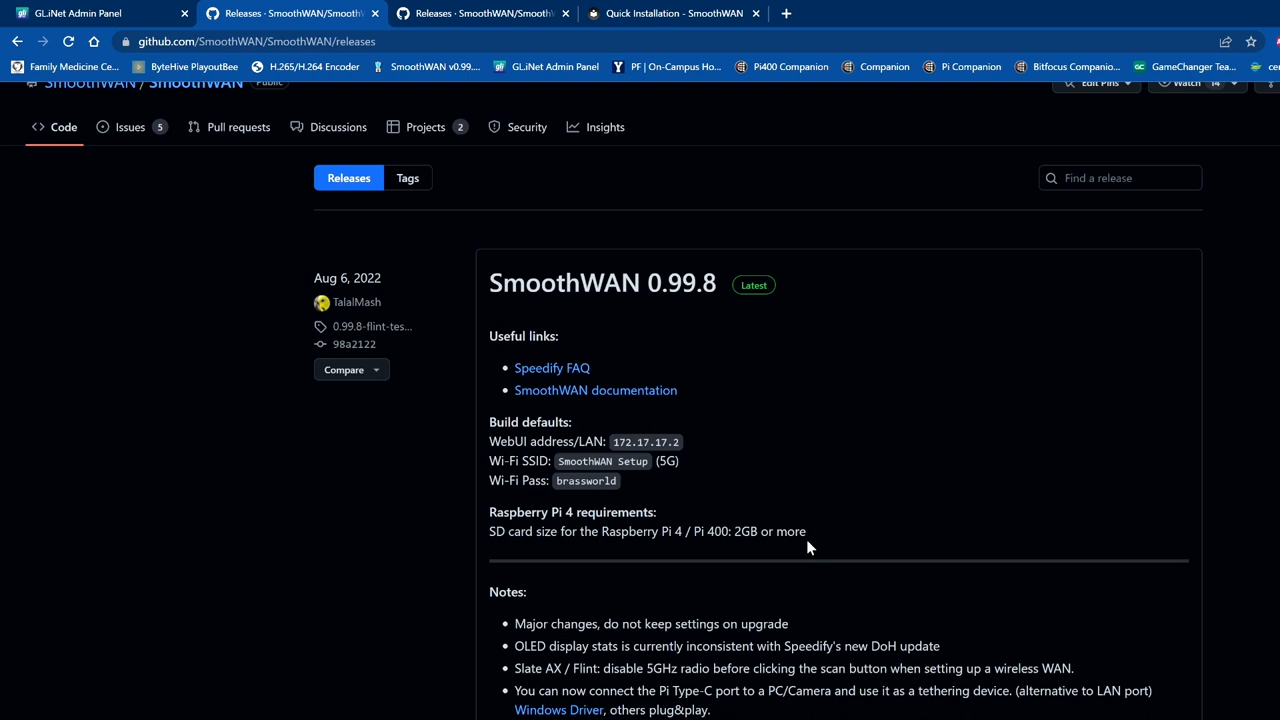 GL.iNet Admin Panel
Releases · SmoothWAN/Smooth
Releases · SmoothWAN/Smooth
Quick Installation - SmoothWAN
github.com/SmoothWAN/SmoothWAN/releases
Family Medicine Ce...
ByteHive PlayoutBee
H.265/H.264 Encoder
SmoothWAN v0.99....
GL.iNet Admin Panel
PF | On-Campus Ho...
Pi400 Companion
Companion
Pi Companion
Bitfocus Companio...
GameChanger Tea...
cer
SmoothWAN / SmoothWAN Public
Edit Pins
Watch 14
Code
Issues 5
Pull requests
Discussions
Projects 2
Security
Insights
Releases
Tags
Find a release
Aug 6, 2022
TalalMash
0.99.8-flint-tes...
98a2122
Compare
SmoothWAN 0.99.8 Latest
Useful links:
• Speedify FAQ
• SmoothWAN documentation
Build defaults:
WebUI address/LAN: 172.17.17.2
Wi-Fi SSID: SmoothWAN Setup (5G)
Wi-Fi Pass: brassworld
Raspberry Pi 4 requirements:
SD card size for the Raspberry Pi 4 / Pi 400: 2GB or more
Notes:
• Major changes, do not keep settings on upgrade
• OLED display stats is currently inconsistent with Speedify's new DoH update
• Slate AX / Flint: disable 5GHz radio before clicking the scan button when setting up a wireless WAN.
• You can now connect the Pi Type-C port to a PC/Camera and use it as a tethering device. (alternative to LAN port)
Windows Driver, others plug&play.